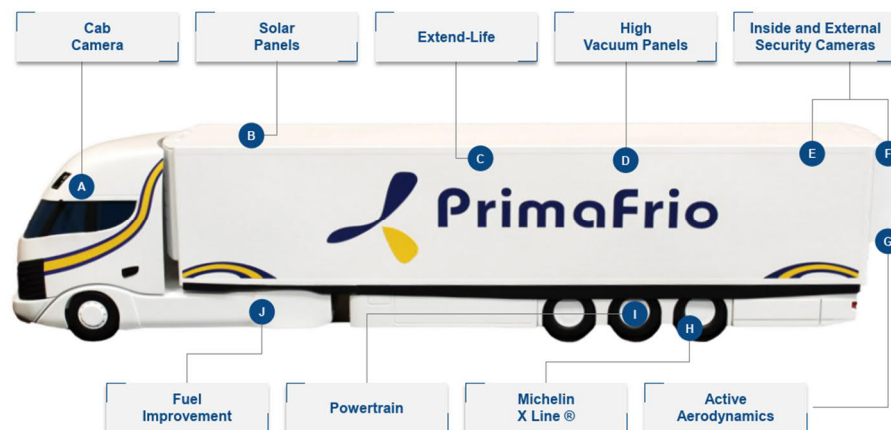 Cab
Camera
Solar
Panels
Extend-Life
High
Vacuum Panels
Inside and External
Security Cameras
B
E
F
C
D
A
PrimaFrio
G
J
I
H
Fuel
Improvement
Powertrain
Michelin
X Line ®
Active
Aerodynamics